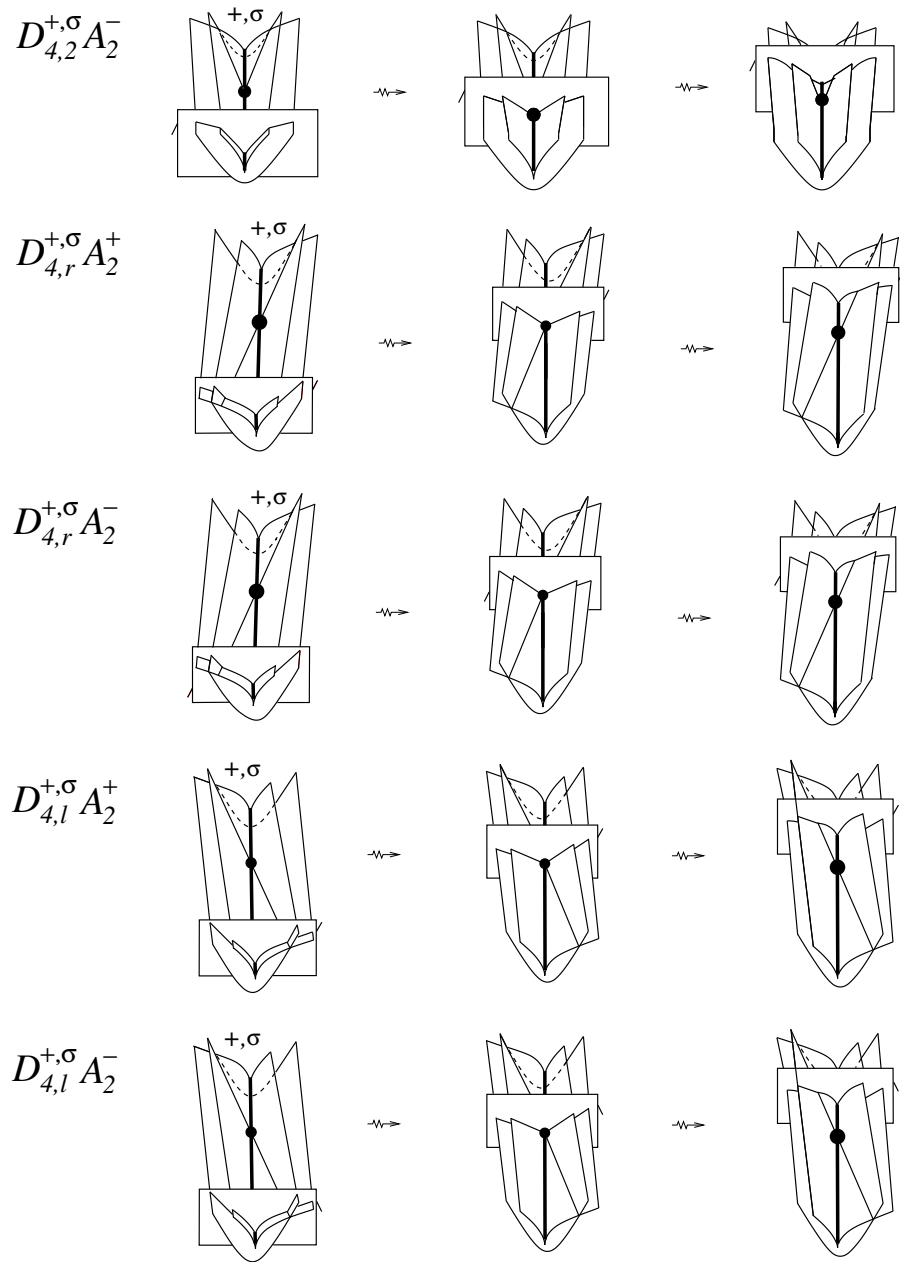 D_{4,2}^{+,σ} A_2^-
+,σ
D_{4,r}^{+,σ} A_2^+
+,σ
D_{4,r}^{+,σ} A_2^-
+,σ
D_{4,l}^{+,σ} A_2^+
+,σ
D_{4,l}^{+,σ} A_2^-
+,σ